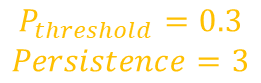 P_threshold = 0.3
Persistence = 3